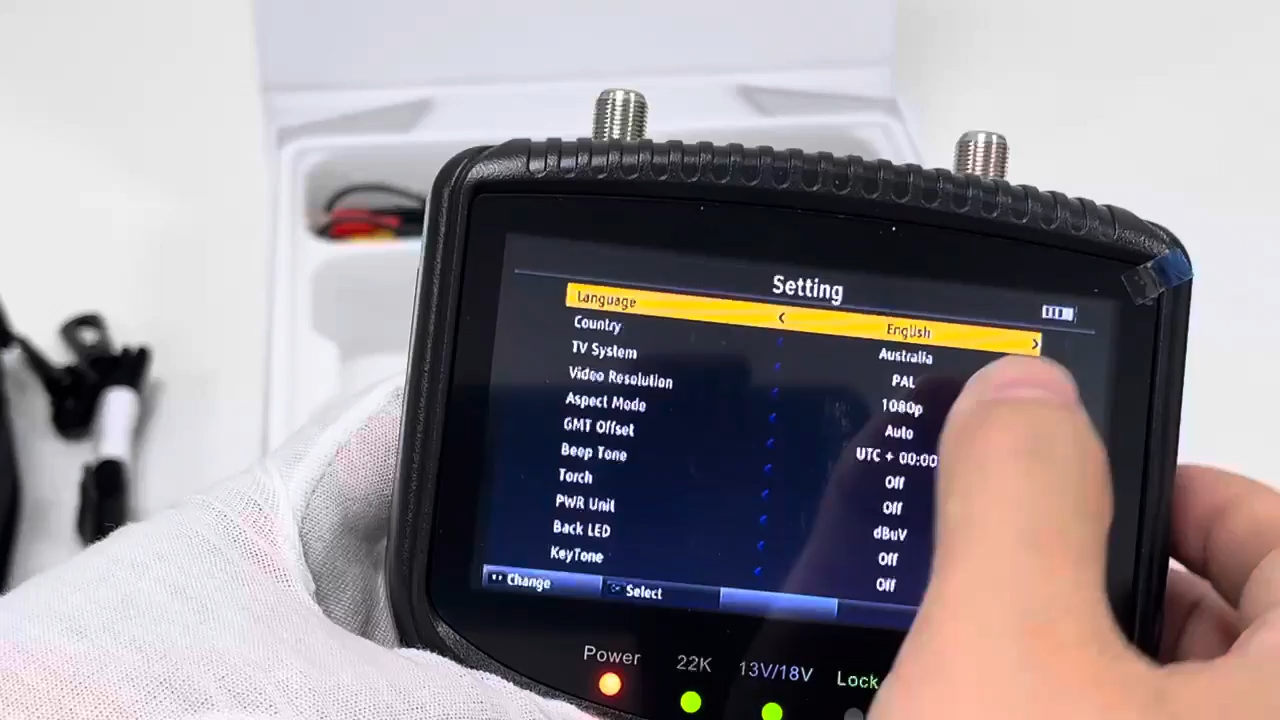 Setting
Language < English >
Country Australia
TV System PAL
Video Resolution 1080p
Aspect Mode Auto
GMT Offset UTC + 00:00
Beep Tone Off
Torch Off
PWR Unit dBuV
Back LED Off
KeyTone Off
Change Select
Power 22K 13V/18V Lock